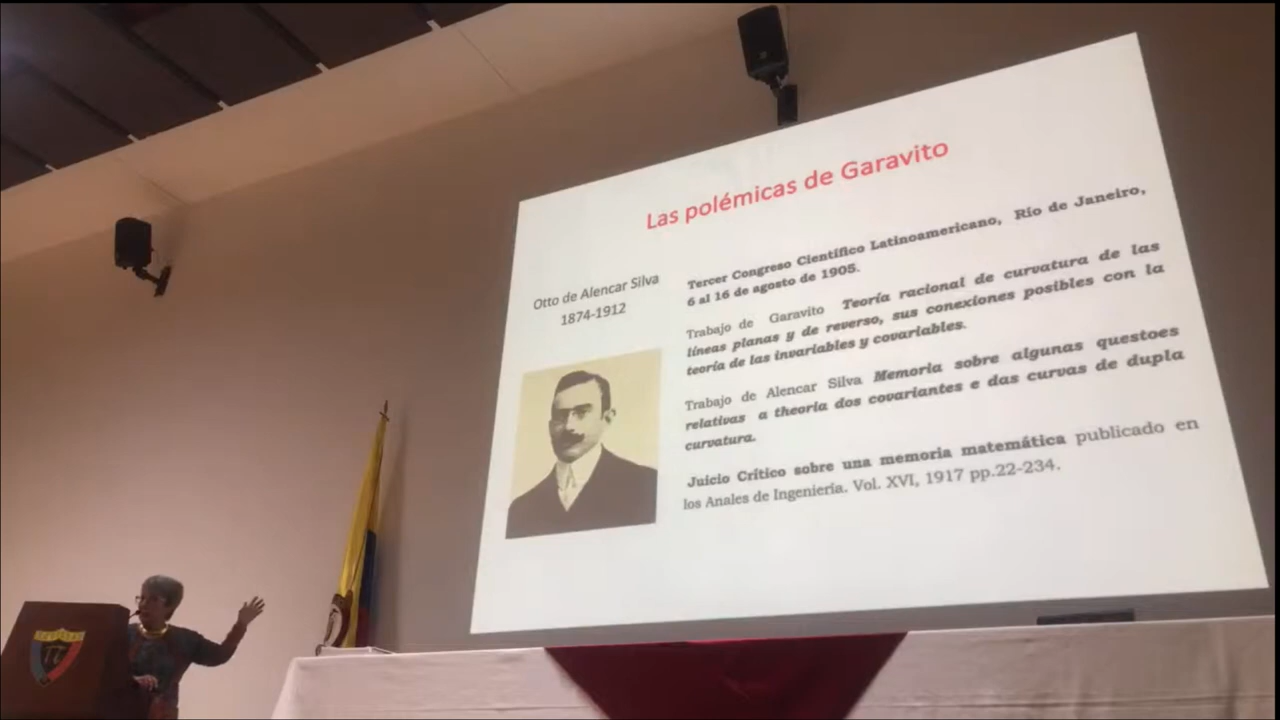 Las polémicas de Garavito
Otto de Alencar Silva
1874-1912
Tercer Congreso Científico Latinoamericano, Río de Janeiro,
6 al 16 de agosto de 1905.
Trabajo de Garavito Teoría racional de curvatura de las
líneas planas y de reverso, sus conexiones posibles con la
teoría de las invariables y covariables.
Trabajo de Alencar Silva Memoria sobre algunas questoes
relativas a theoria dos covariantes e das curvas de dupla
curvatura.
Juicio Crítico sobre una memoria matemática publicado en
los Anales de Ingeniería. Vol. XVI, 1917 pp.22-234.
π